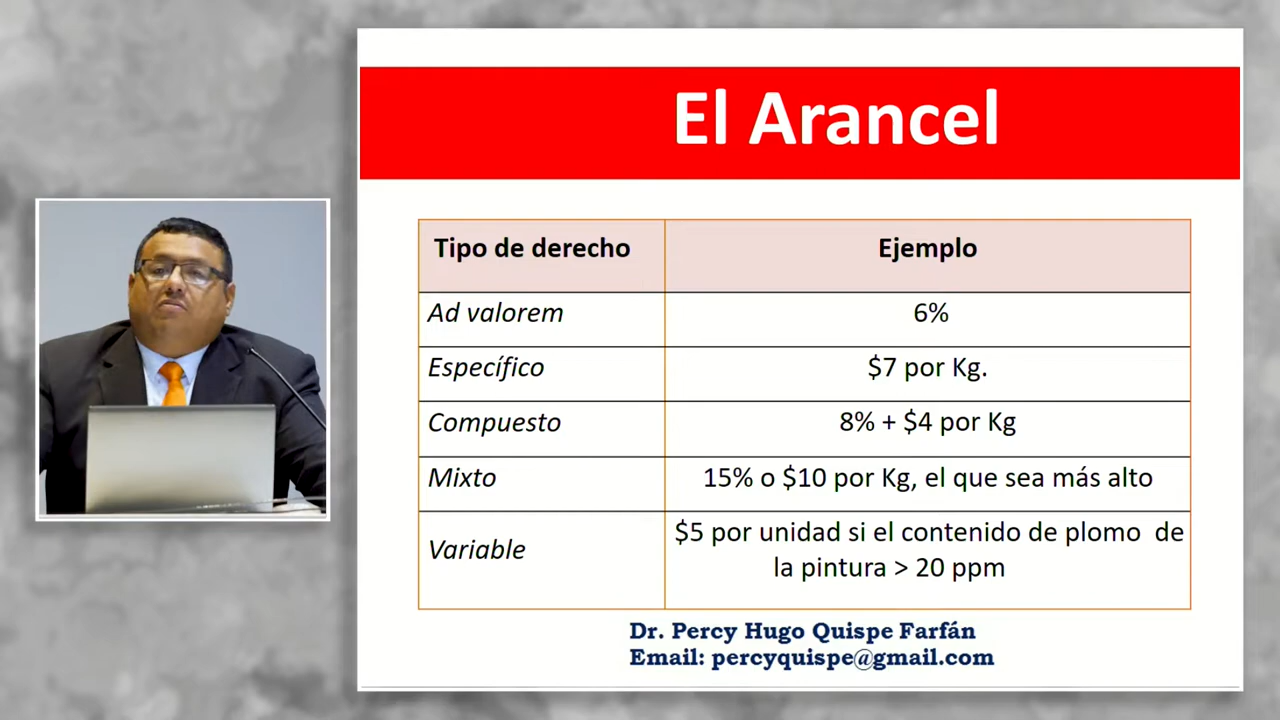 El Arancel
Tipo de derecho Ejemplo
Ad valorem 6%
Específico $7 por Kg.
Compuesto 8% + $4 por Kg
Mixto 15% o $10 por Kg, el que sea más alto
Variable $5 por unidad si el contenido de plomo de
la pintura > 20 ppm
Dr. Percy Hugo Quispe Farfán
Email: percyquispe@gmail.com